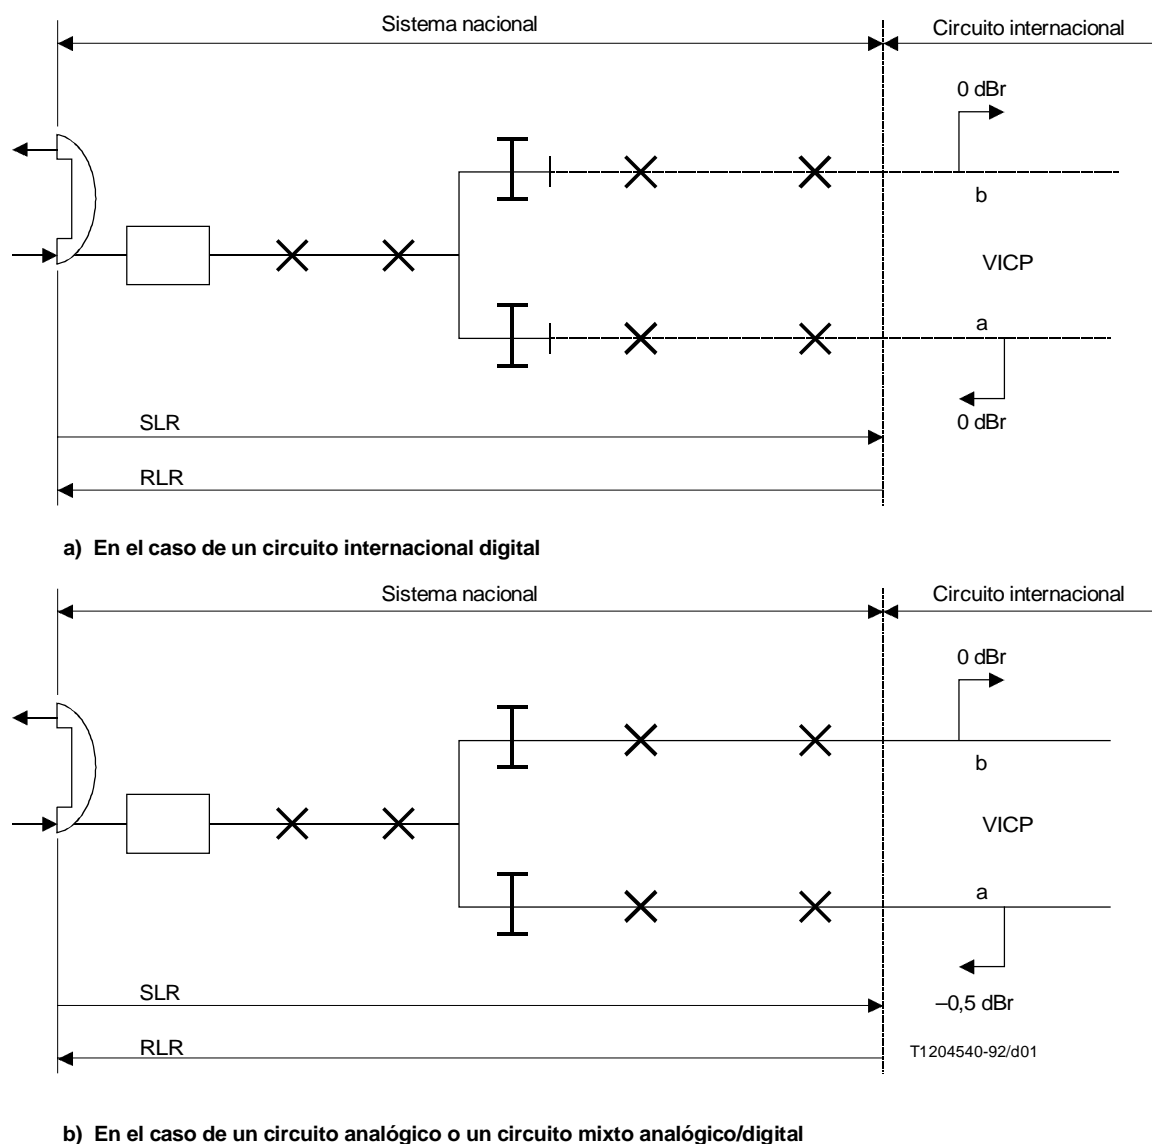 Sistema nacional
Circuito internacional
0 dBr
b
VICP
a
0 dBr
SLR
RLR
a) En el caso de un circuito internacional digital
Sistema nacional
Circuito internacional
0 dBr
b
VICP
a
–0,5 dBr
SLR
RLR
T1204540-92/d01
b) En el caso de un circuito analógico o un circuito mixto analógico/digital